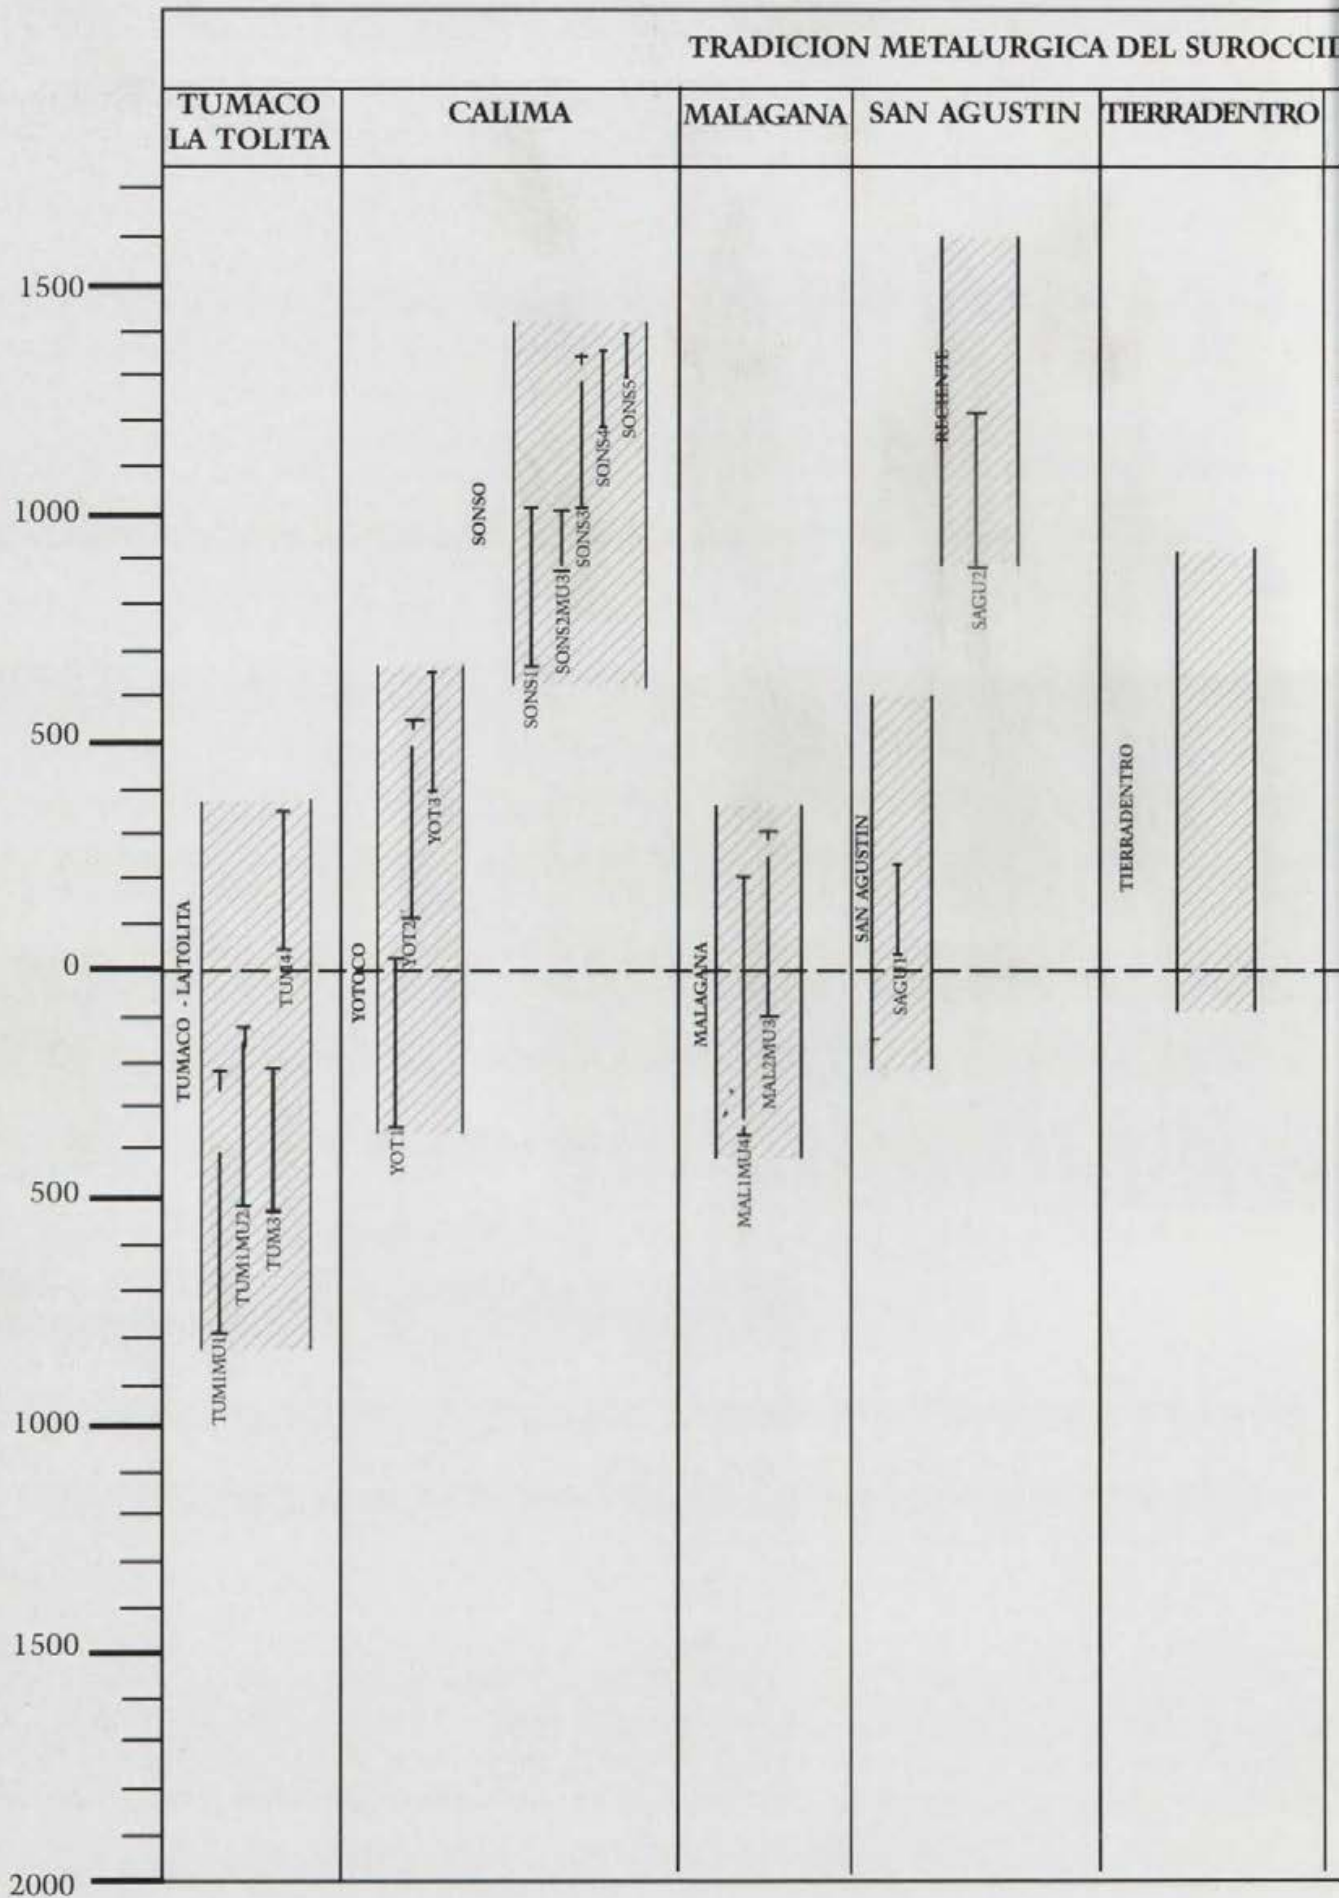 TRADICION METALURGICA DEL SUROCCID
TUMACO
LA TOLITA
CALIMA
MALAGANA
SAN AGUSTIN
TIERRADENTRO
1500
1000
500
0
500
1000
1500
2000
TUMACO - LA TOLITA
TUM1MU1
TUM1MU2
TUM3
TUM4
YOTOCO
YOT1
YOT2
YOT3
SONSO
SONS1
SONS2MU3
SONS3
SONS4
SONS5
MALAGANA
MAL1MU4
MAL2MU3
SAN AGUSTIN
SAGU1
RECIENTE
SAGU2
TIERRADENTRO